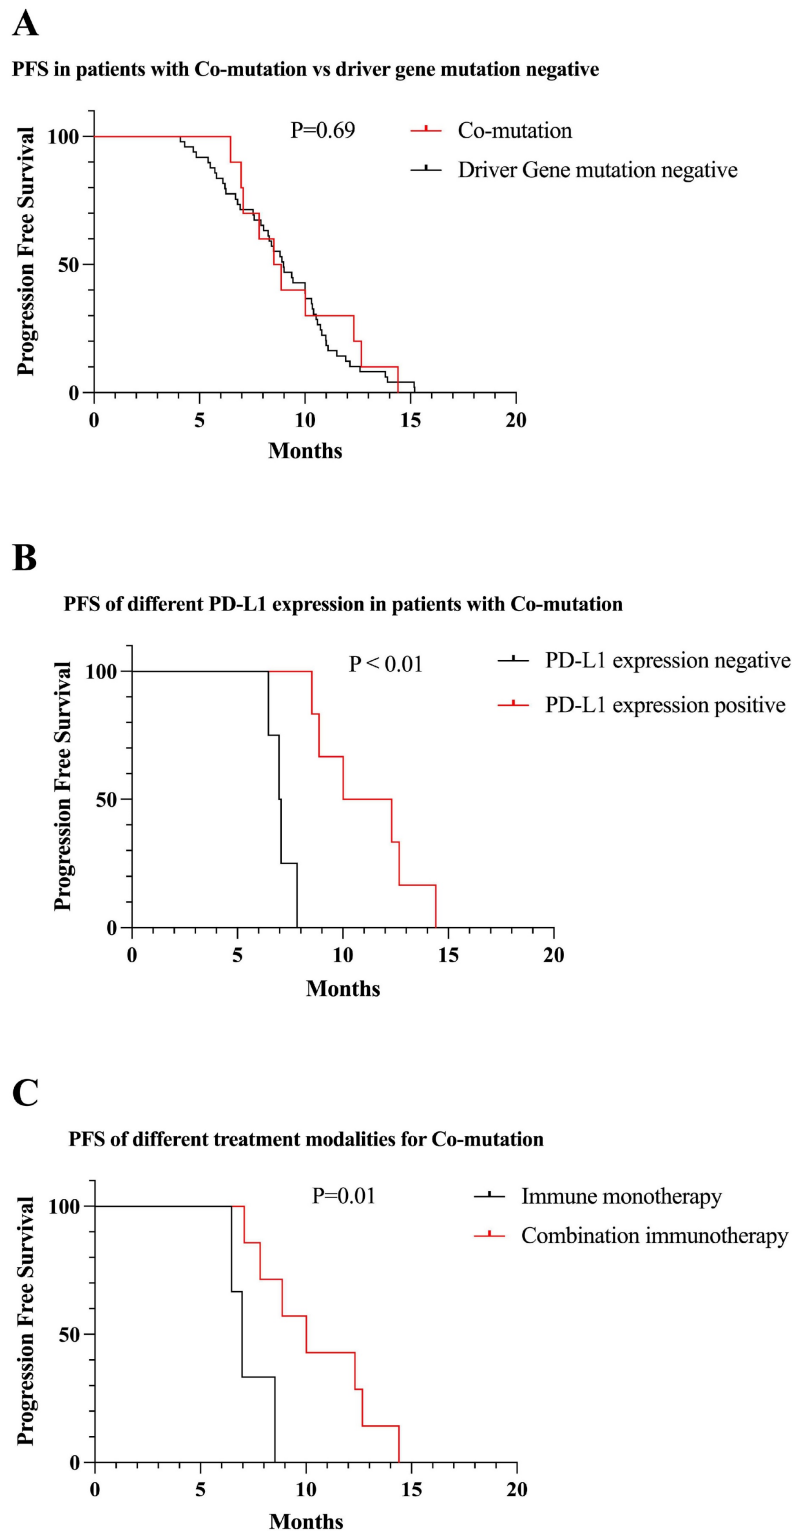 A
PFS in patients with Co-mutation vs driver gene mutation negative
P=0.69
Co-mutation
Driver Gene mutation negative
Progression Free Survival
100
50
0
0 5 10 15 20
Months
B
PFS of different PD-L1 expression in patients with Co-mutation
P < 0.01
PD-L1 expression negative
PD-L1 expression positive
Progression Free Survival
100
50
0
0 5 10 15 20
Months
C
PFS of different treatment modalities for Co-mutation
P=0.01
Immune monotherapy
Combination immunotherapy
Progression Free Survival
100
50
0
0 5 10 15 20
Months